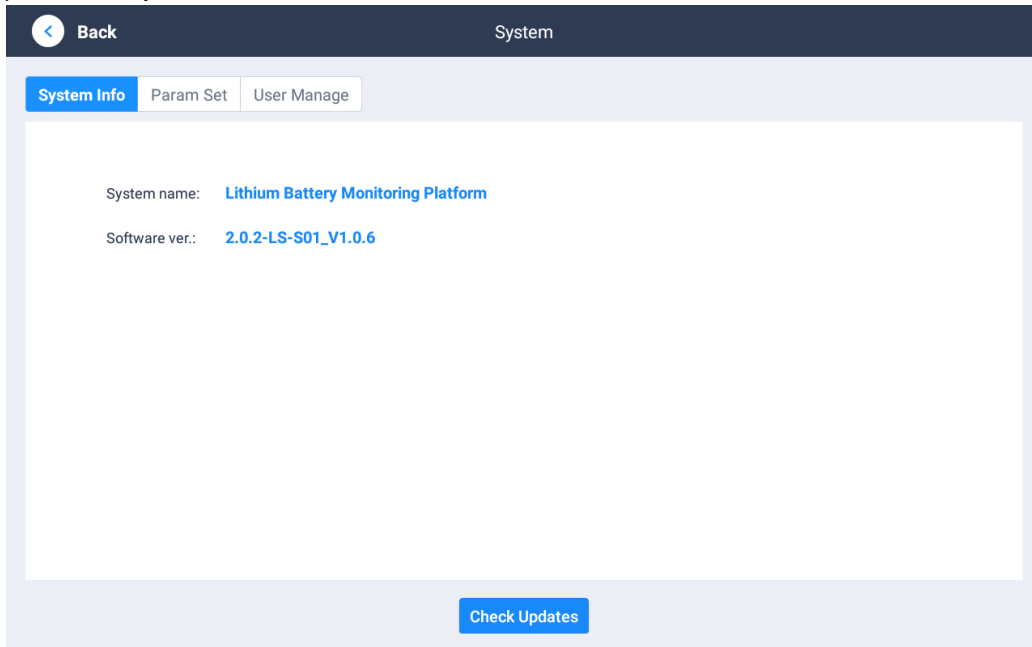 Back
System
System Info
Param Set
User Manage
System name: Lithium Battery Monitoring Platform
Software ver.: 2.0.2-LS-S01_V1.0.6
Check Updates